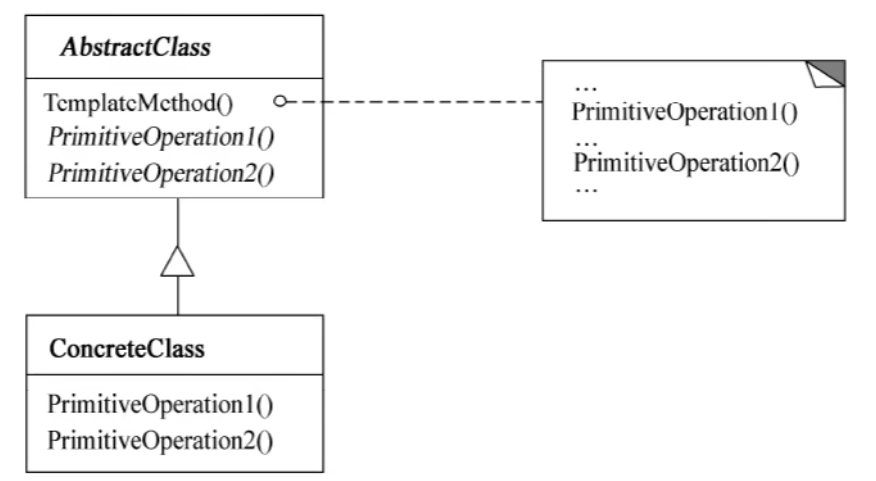 AbstractClass
TemplateMethod()
PrimitiveOperation1()
PrimitiveOperation2()
...
PrimitiveOperation1()
...
PrimitiveOperation2()
...
ConcreteClass
PrimitiveOperation1()
PrimitiveOperation2()